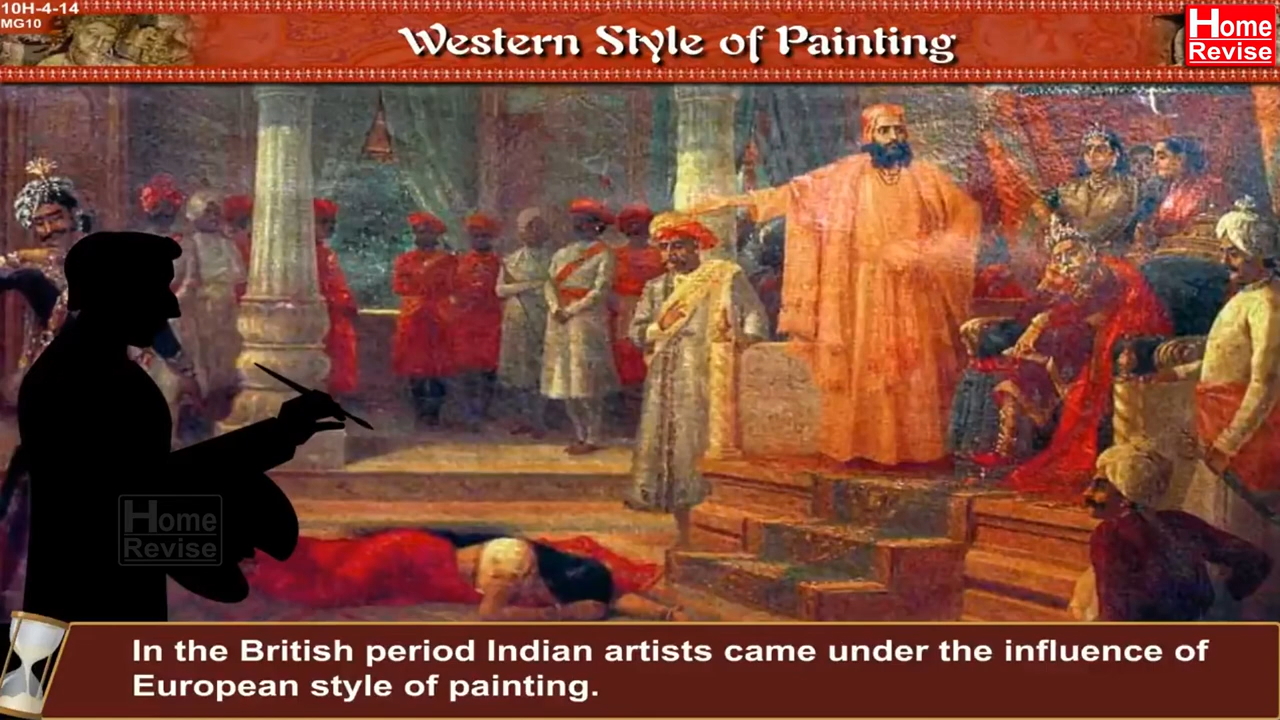 10H-4-14
MG10
Western Style of Painting
Home
Revise
Home
Revise
In the British period Indian artists came under the influence of
European style of painting.